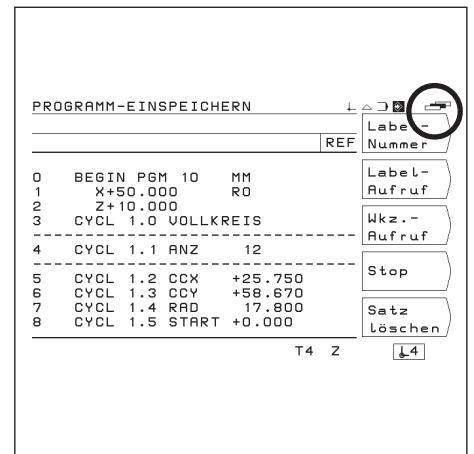 PROGRAMM-EINSPEICHERN
REF
0 BEGIN PGM 10 MM
1 X+50.000 R0
2 Z+10.000
3 CYCL 1.0 VOLLKREIS
4 CYCL 1.1 ANZ 12
5 CYCL 1.2 CCX +25.750
6 CYCL 1.3 CCY +58.670
7 CYCL 1.4 RAD 17.800
8 CYCL 1.5 START +0.000
T4 Z
4
Label-
Nummer
Label-
Aufruf
Wkz.-
Aufruf
Stop
Satz
löschen